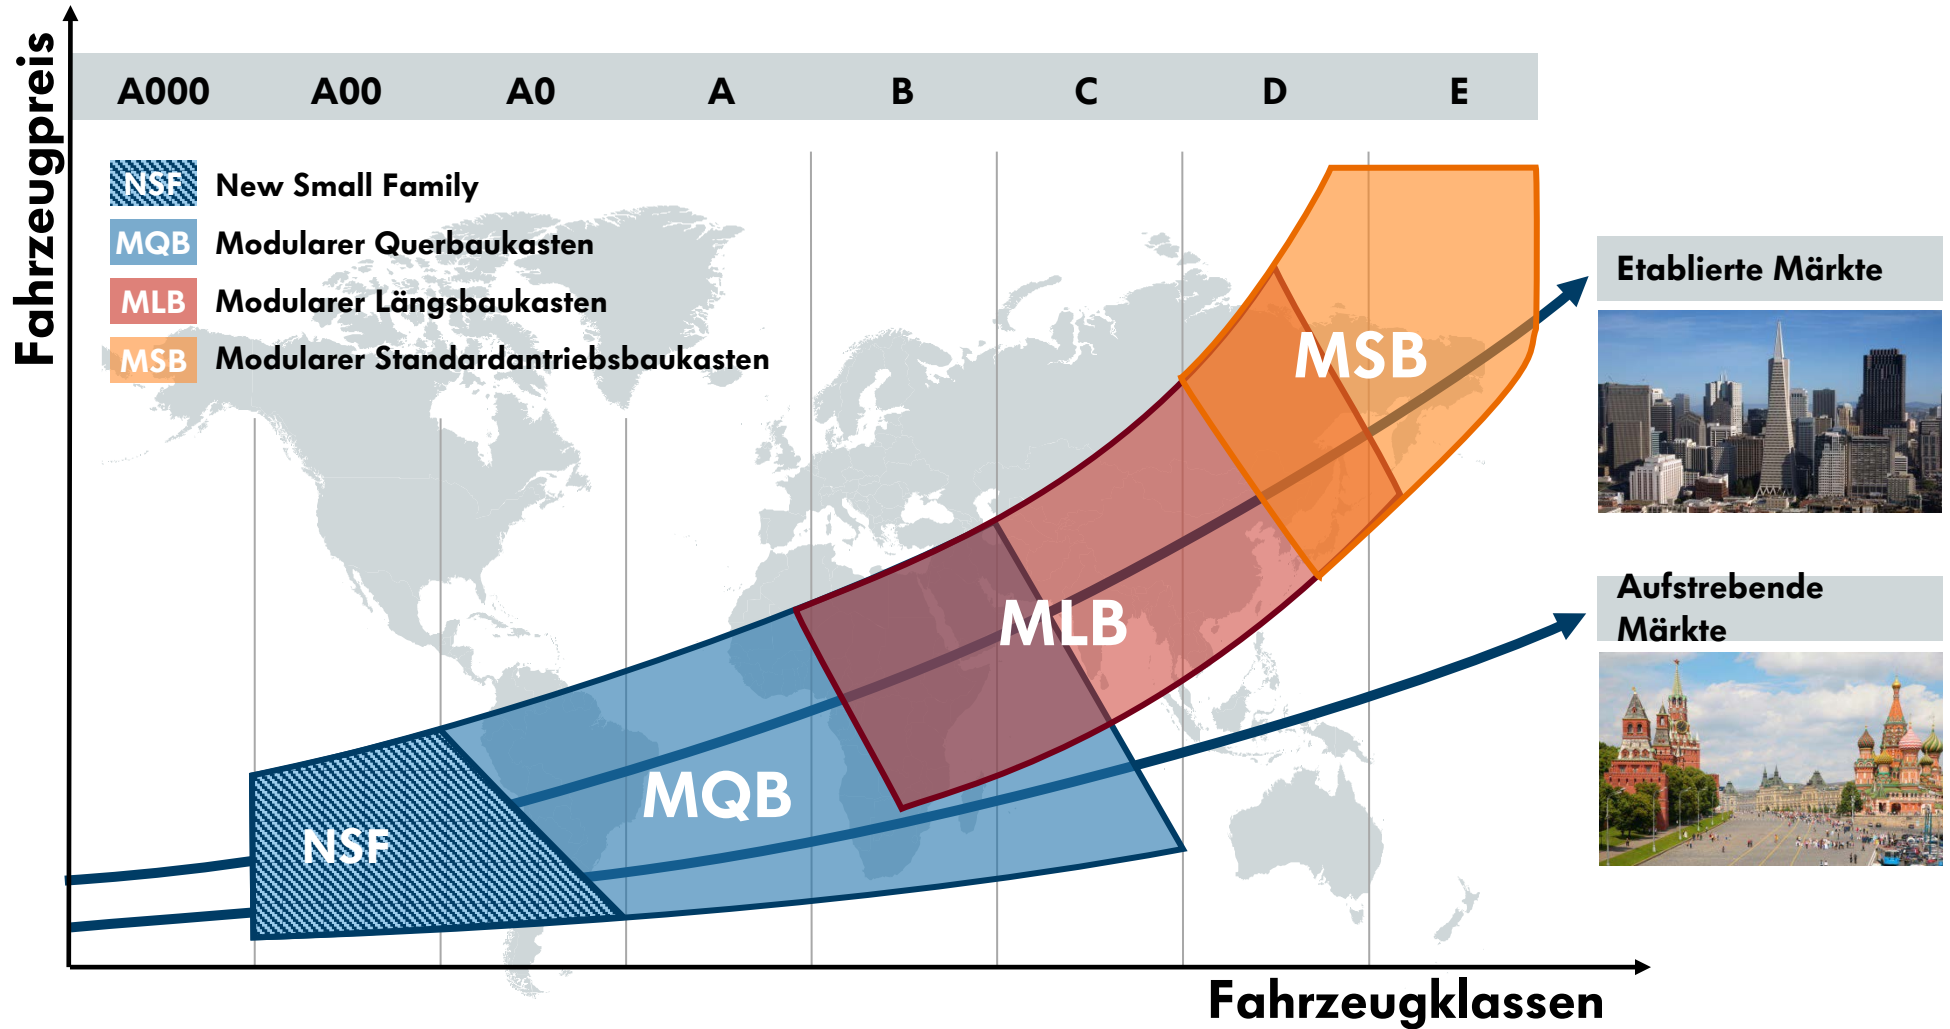 Fahrzeugpreis
A000 A00 A0 A B C D E
NSF New Small Family
MQB Modularer Querbaukasten
MLB Modularer Längsbaukasten
MSB Modularer Standardantriebsbaukasten
Etablierte Märkte
MSB
Aufstrebende
Märkte
MLB
MQB
NSF
Fahrzeugklassen